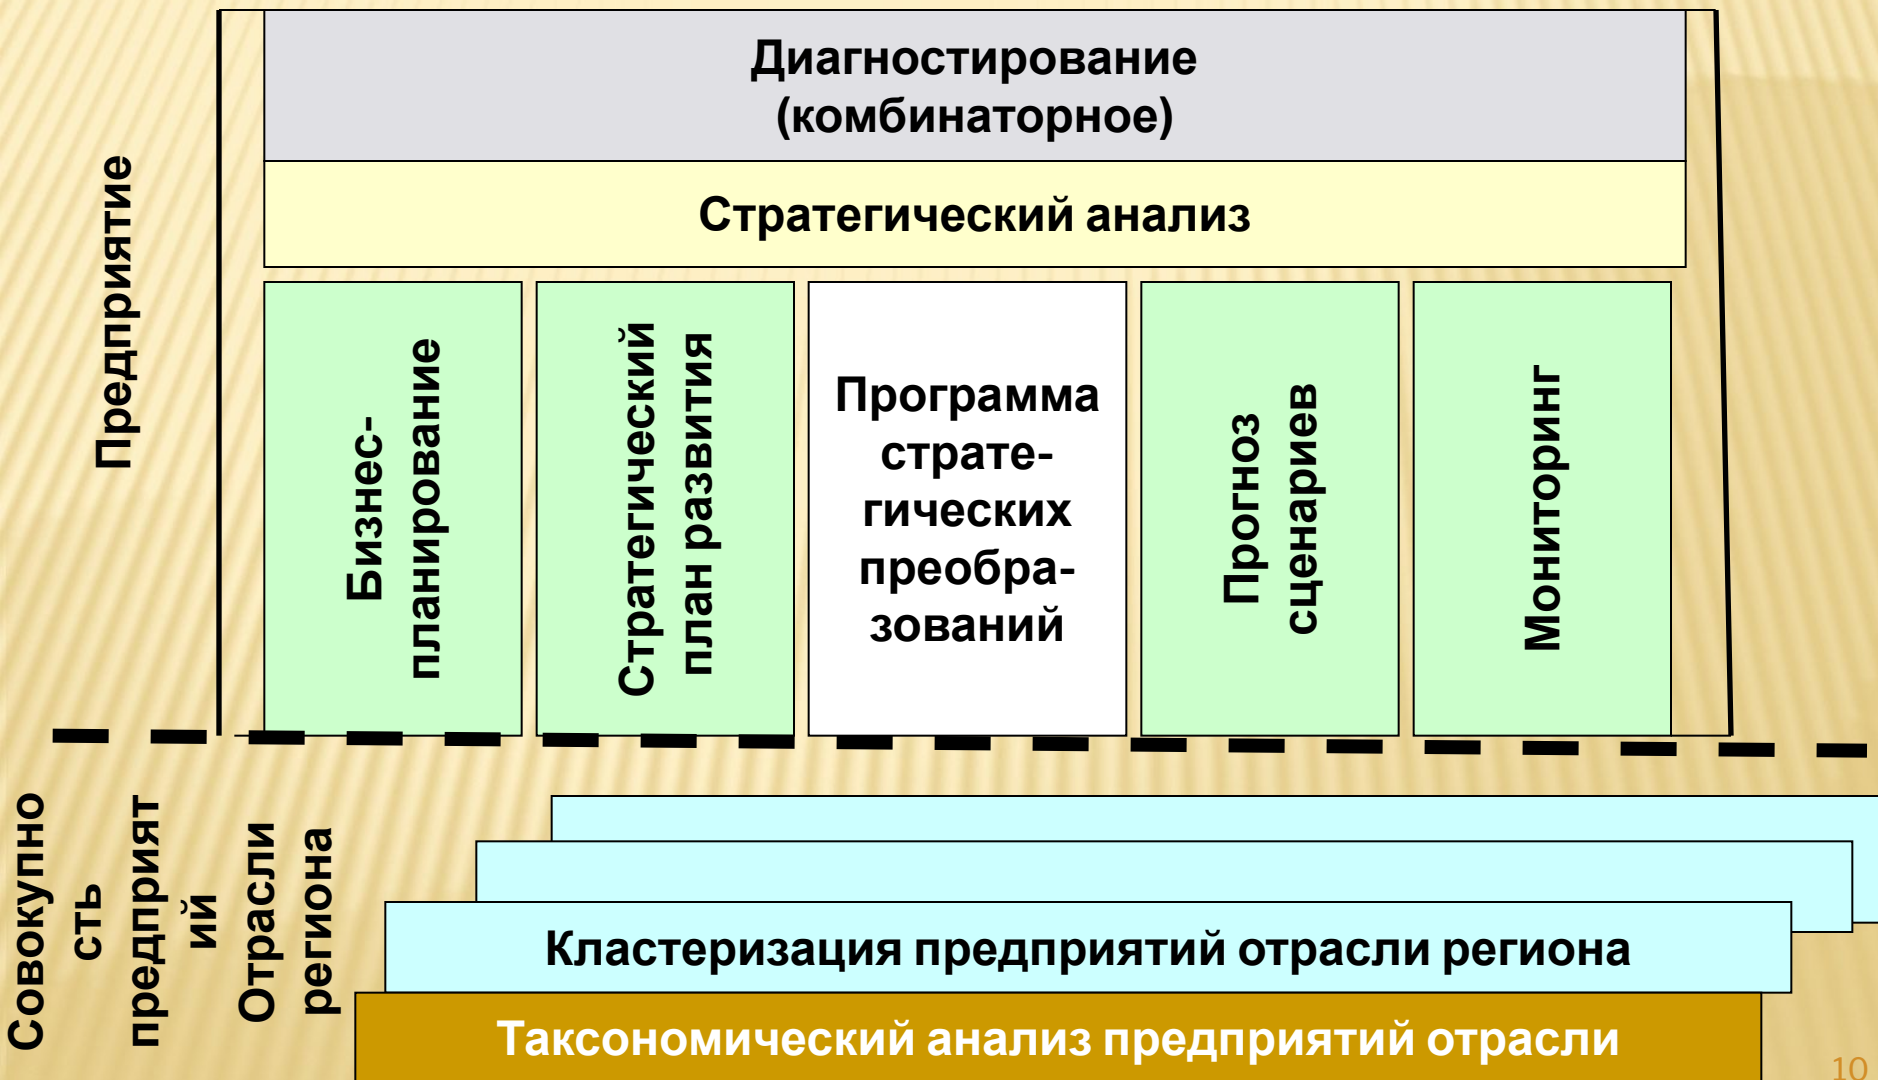 Диагностирование
(комбинаторное)
Стратегический анализ
Предприятие
Бизнес-
планирование
Стратегический
план развития
Программа
страте-
гических
преобра-
зований
Прогноз
сценариев
Мониторинг
Совокупно
сть
предприят
ий
Отрасли
региона
Кластеризация предприятий отрасли региона
Таксономический анализ предприятий отрасли
10